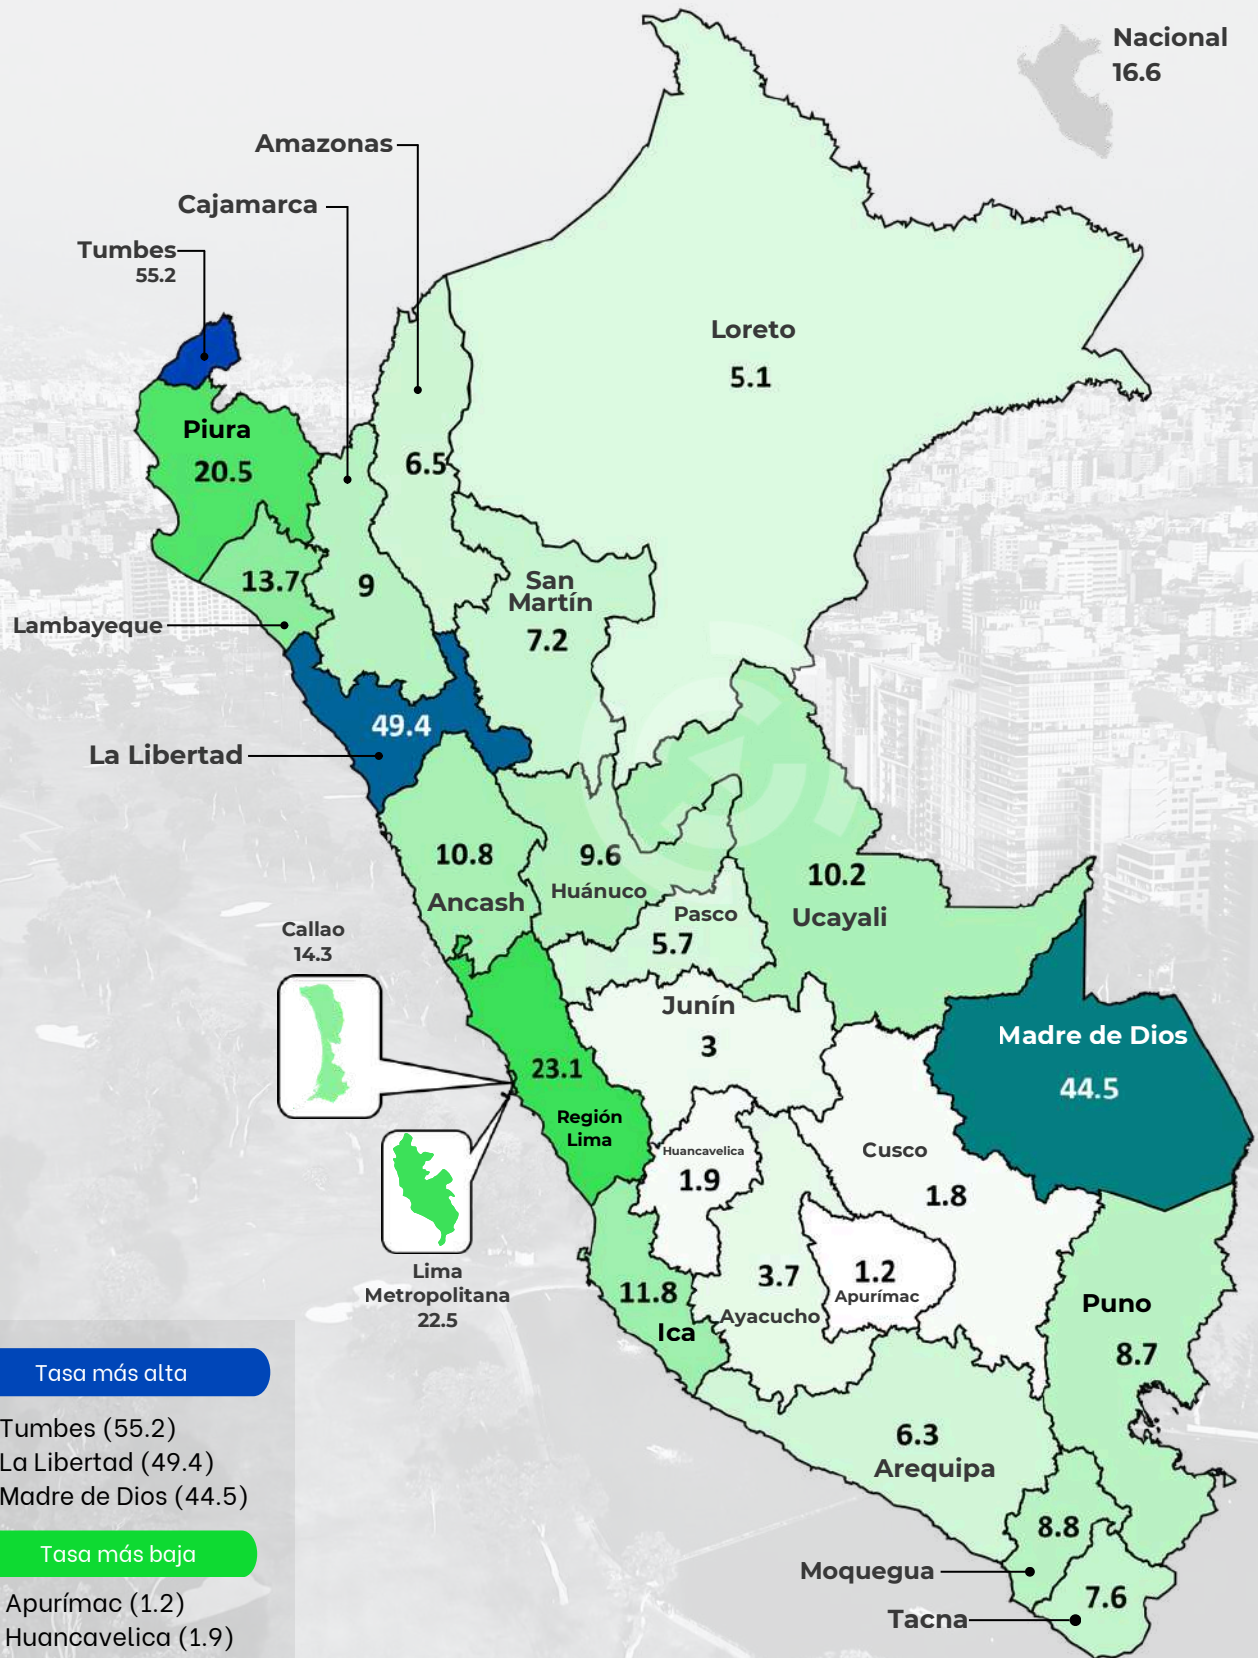 Nacional
16.6
Amazonas
Cajamarca
Tumbes
55.2
Loreto
5.1
Piura
20.5
6.5
13.7
9
San
Martín
7.2
Lambayeque
49.4
La Libertad
10.8
Ancash
9.6
Huánuco
10.2
Ucayali
Pasco
5.7
Callao
14.3
Junín
3
Madre de Dios
44.5
23.1
Región
Lima
Huancavelica
1.9
Cusco
1.8
Lima
Metropolitana
22.5
11.8
Ica
3.7
Ayacucho
1.2
Apurímac
Puno
8.7
6.3
Arequipa
8.8
Moquegua
7.6
Tacna
Tasa más alta
Tumbes (55.2)
La Libertad (49.4)
Madre de Dios (44.5)
Tasa más baja
Apurímac (1.2)
Huancavelica (1.9)